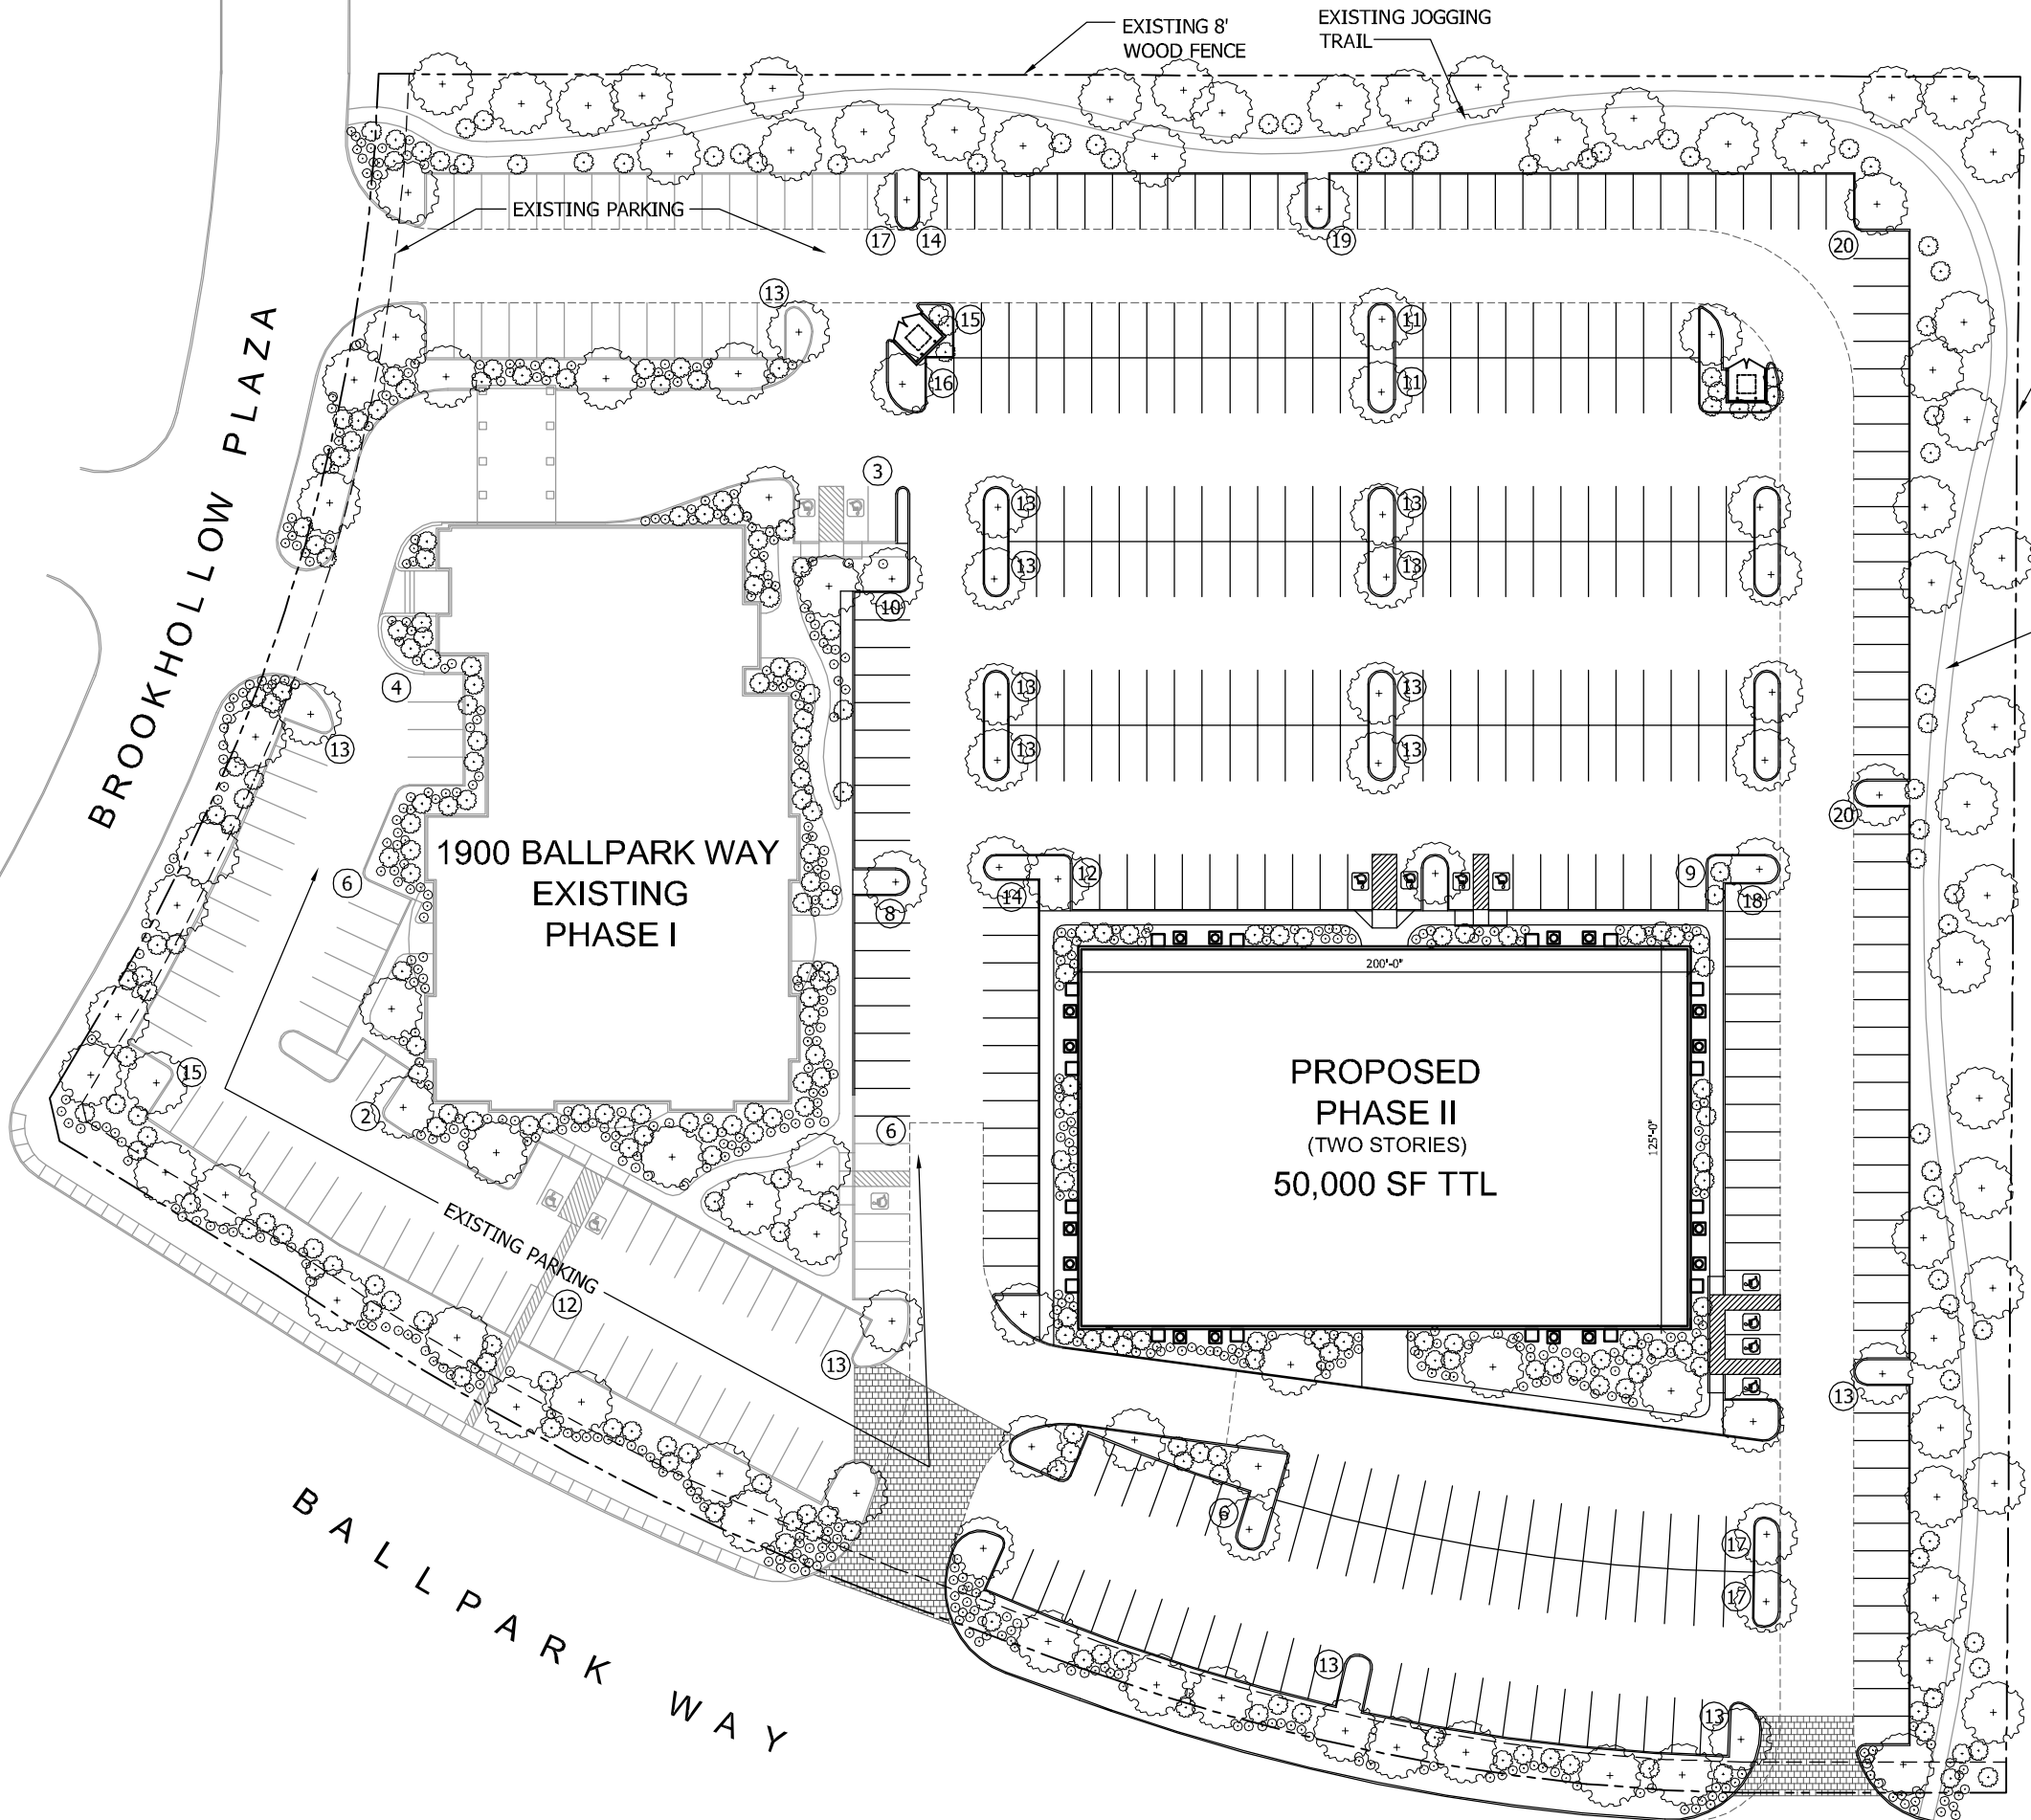 EXISTING 8'
WOOD FENCE
EXISTING JOGGING
TRAIL
EXISTING PARKING
17
14
19
20
13
15
11
16
11
BROOKHOLLOW PLAZA
3
13
13
13
13
10
4
13
13
13
13
13
20
1900 BALLPARK WAY
EXISTING
PHASE I
6
8
14
12
9
18
200'-0"
PROPOSED
PHASE II
(TWO STORIES)
50,000 SF TTL
125'-0"
15
2
6
EXISTING PARKING
12
13
13
6
17
17
13
13
BALLPARK WAY